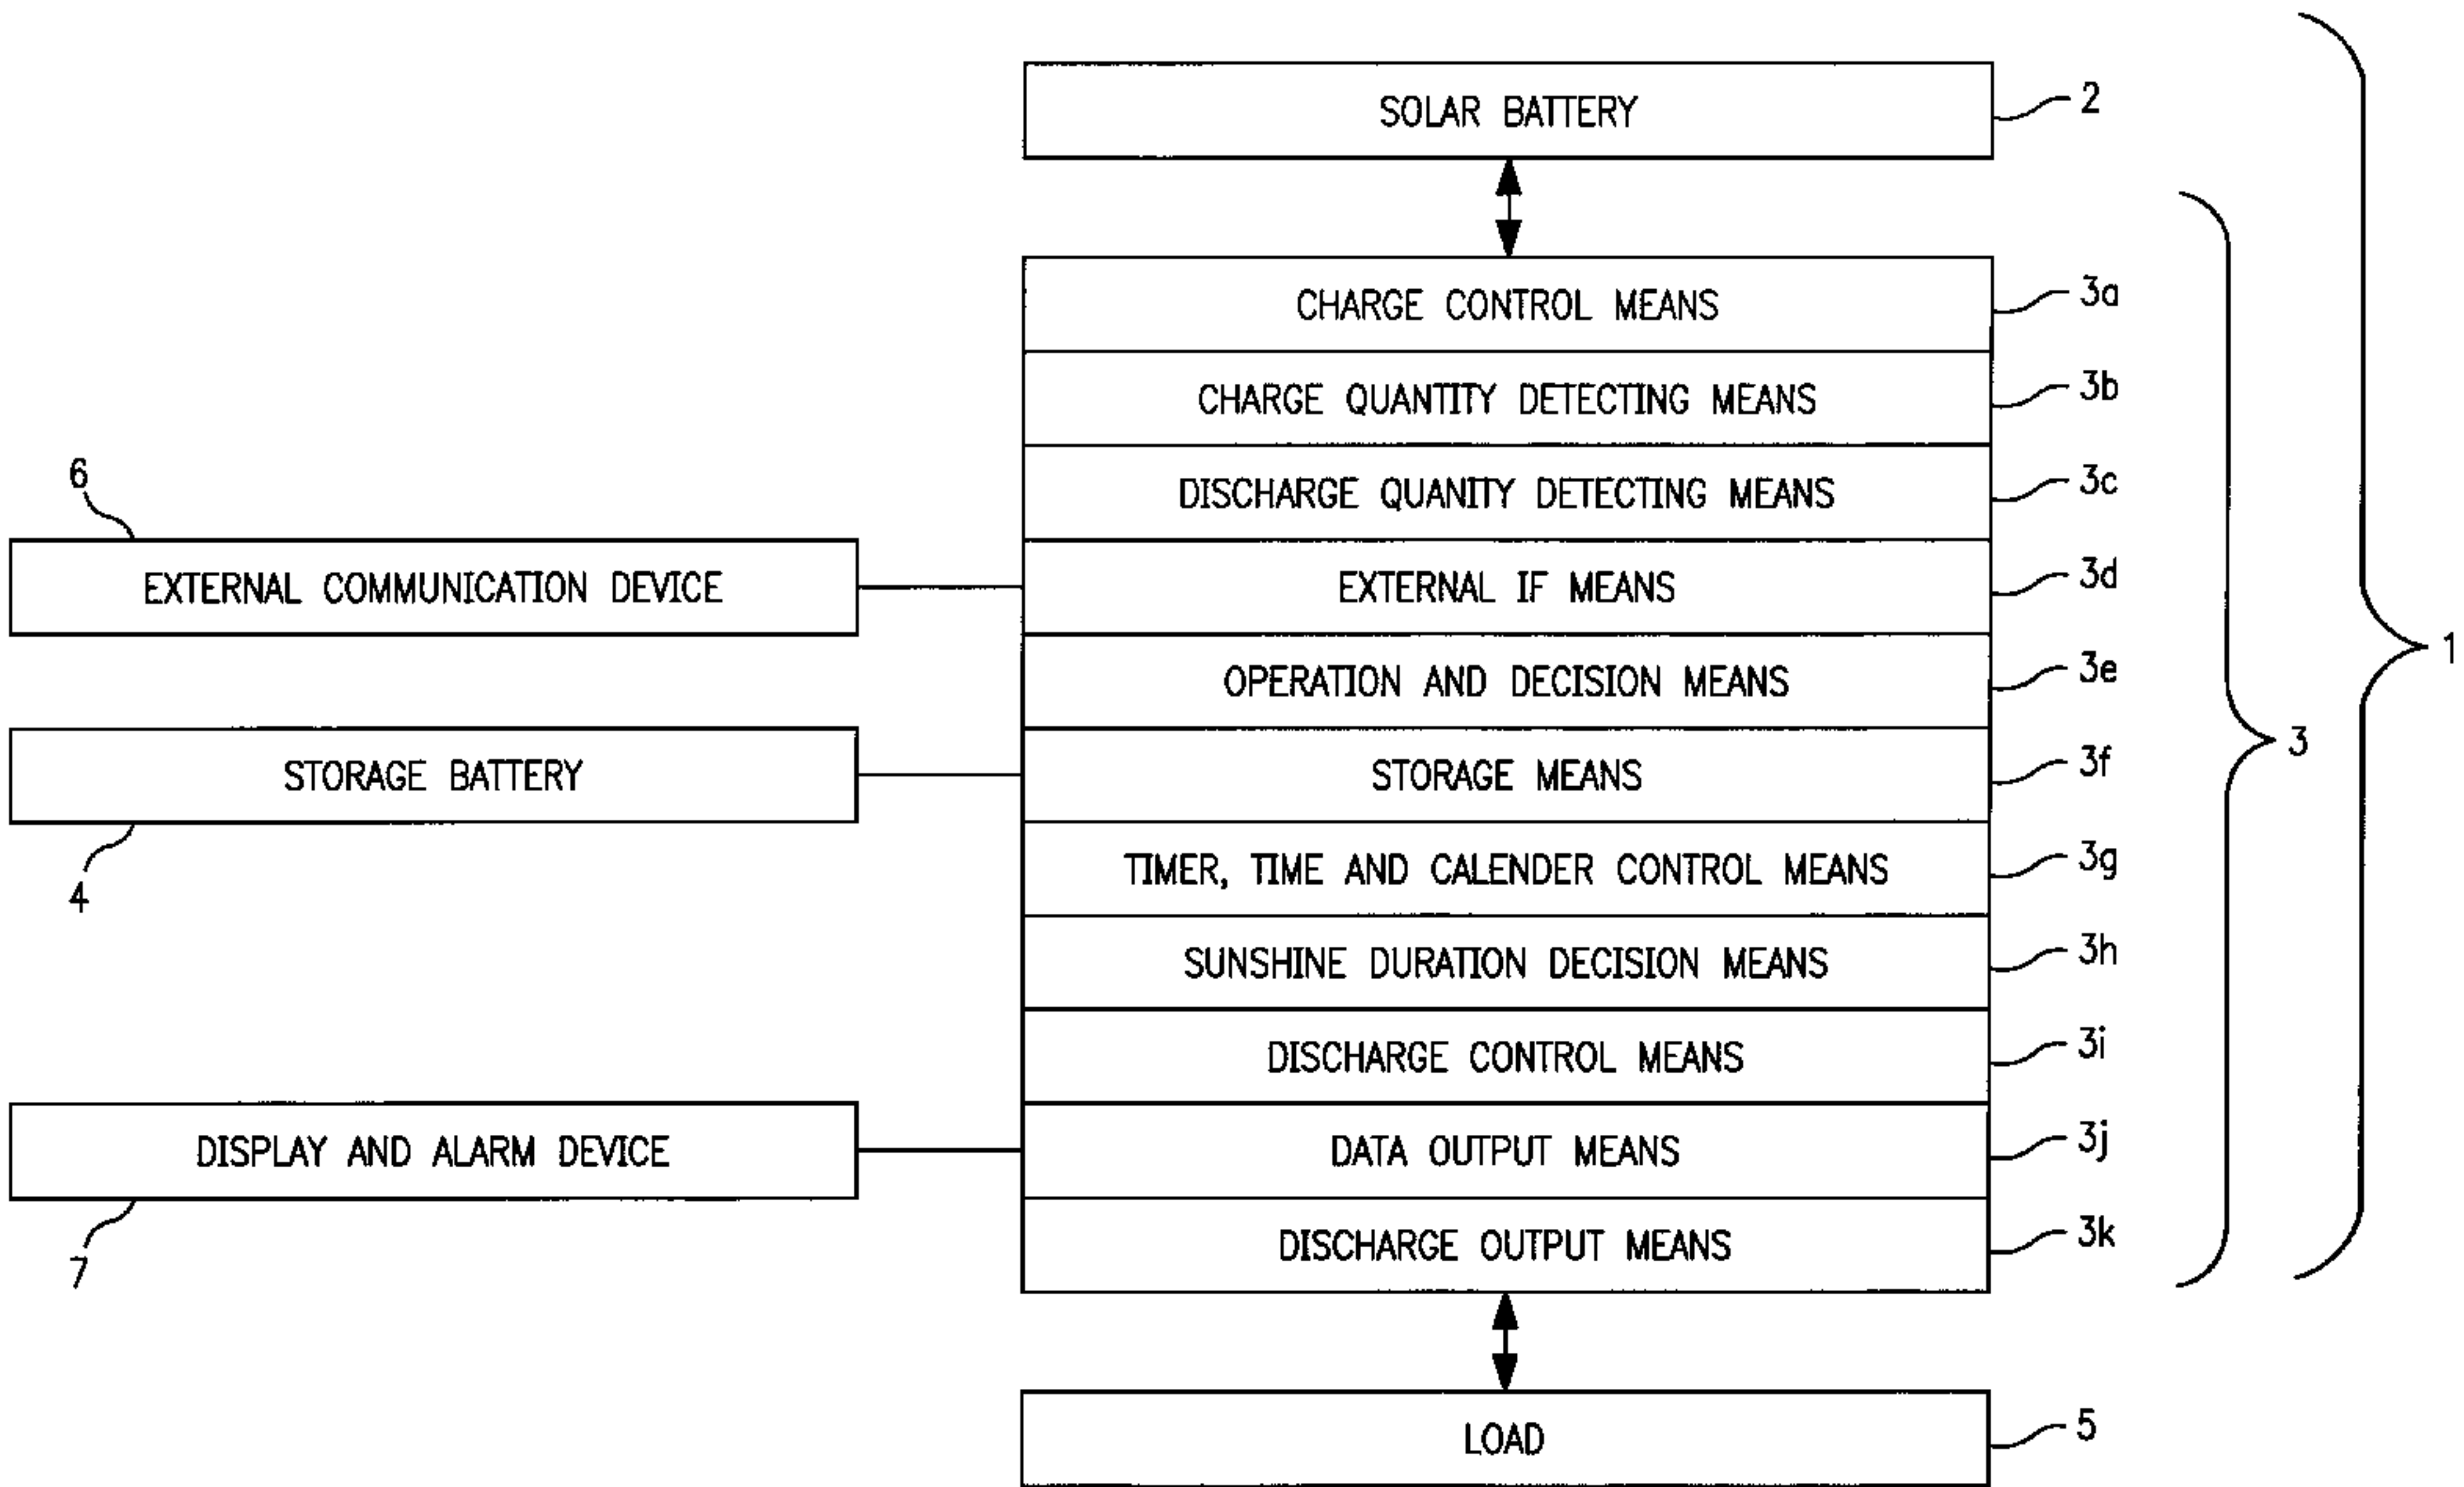 SOLAR BATTERY
2
CHARGE CONTROL MEANS
3a
CHARGE QUANTITY DETECTING MEANS
3b
DISCHARGE QUANITY DETECTING MEANS
3c
6
EXTERNAL COMMUNICATION DEVICE
EXTERNAL IF MEANS
3d
OPERATION AND DECISION MEANS
3e
1
STORAGE BATTERY
STORAGE MEANS
3f
3
4
TIMER, TIME AND CALENDER CONTROL MEANS
3g
SUNSHINE DURATION DECISION MEANS
3h
DISCHARGE CONTROL MEANS
3i
DISPLAY AND ALARM DEVICE
DATA OUTPUT MEANS
3j
7
DISCHARGE OUTPUT MEANS
3k
LOAD
5